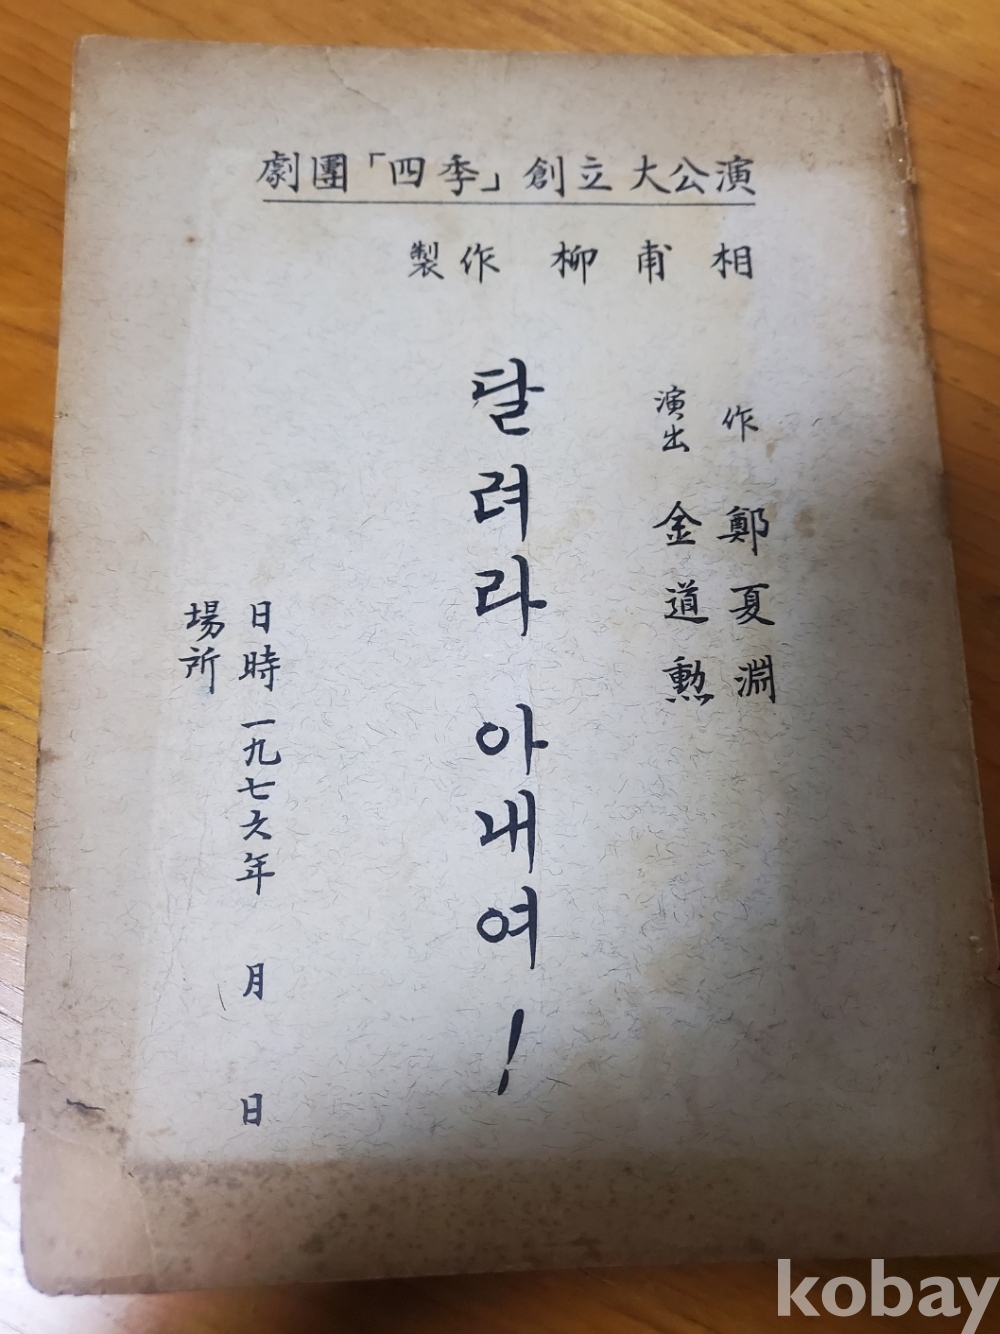 劇團「四季」創立大公演
製作 柳甫相
作 鄭夏淵
演出 金道勲
달려라 아내여!
日時 一九七六年 月 日
場所
kobay